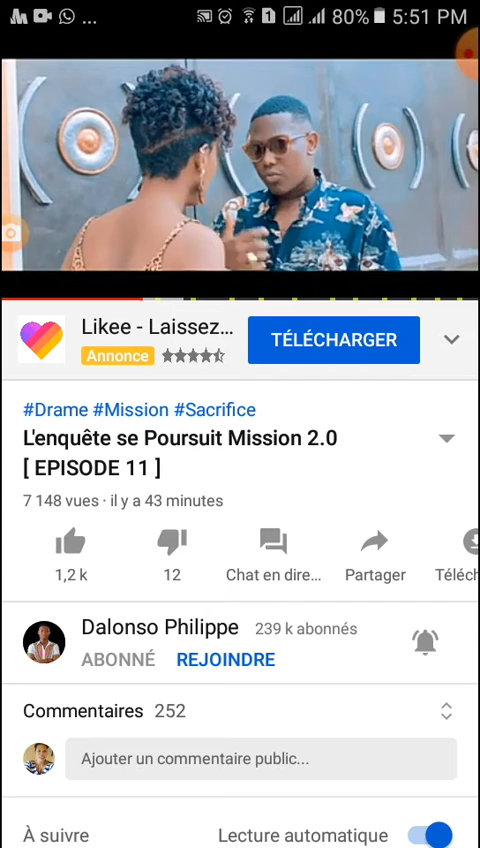 ... 1 80% 5:51 PM
Likee - Laissez...
TÉLÉCHARGER
Annonce
#Drame #Mission #Sacrifice
L'enquête se Poursuit Mission 2.0
[ EPISODE 11 ]
7 148 vues · il y a 43 minutes
1,2 k
12
Chat en dire...
Partager
Téléch
Dalonso Philippe 239 k abonnés
ABONNÉ REJOINDRE
Commentaires 252
Ajouter un commentaire public...
À suivre Lecture automatique